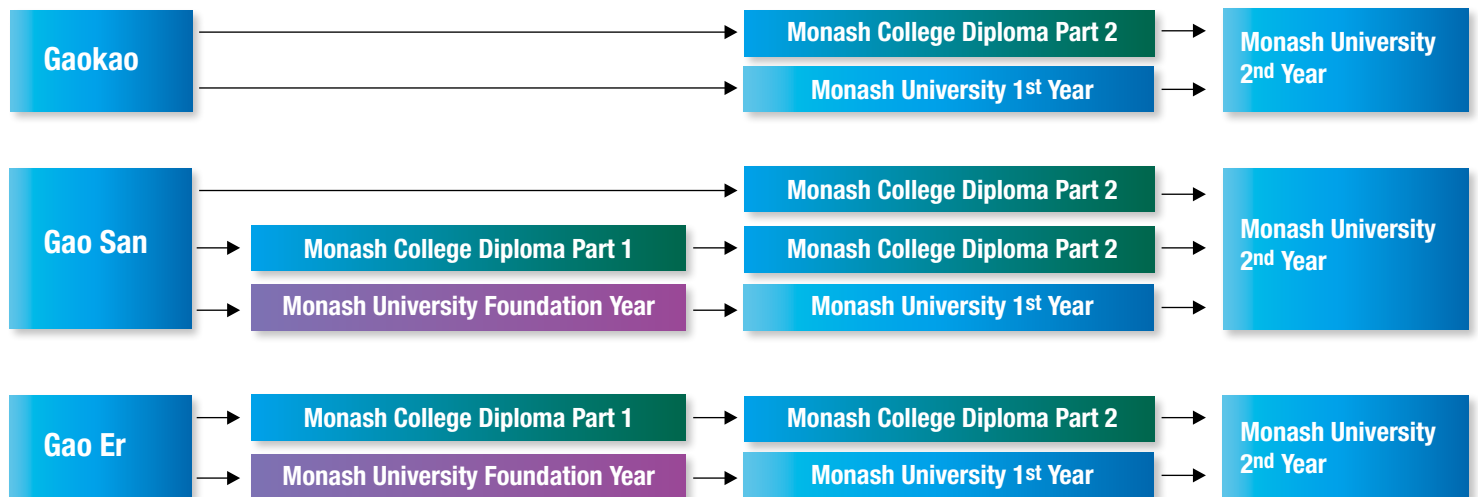 Gaokao
Monash College Diploma Part 2
Monash University 1st Year
Monash University
2nd Year
Gao San
Monash College Diploma Part 2
Monash College Diploma Part 1
Monash College Diploma Part 2
Monash University Foundation Year
Monash University 1st Year
Monash University
2nd Year
Gao Er
Monash College Diploma Part 1
Monash College Diploma Part 2
Monash University Foundation Year
Monash University 1st Year
Monash University
2nd Year